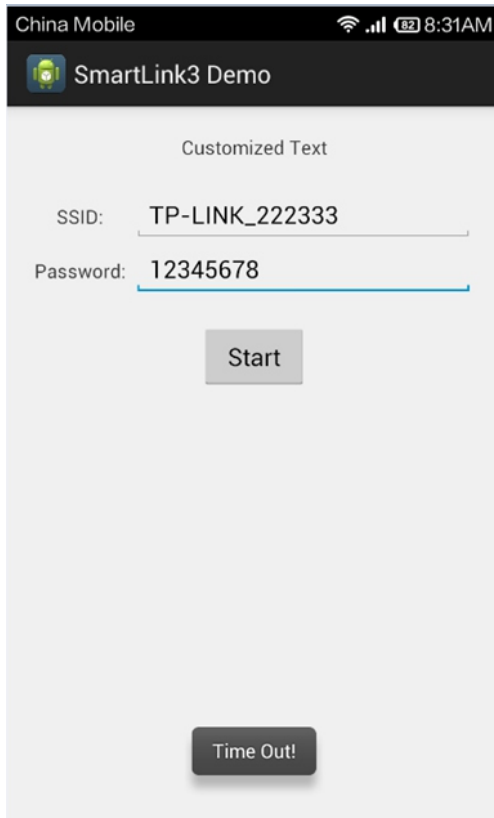 China Mobile 82 8:31AM
SmartLink3 Demo
Customized Text
SSID: TP-LINK_222333
Password: 12345678
Start
Time Out!